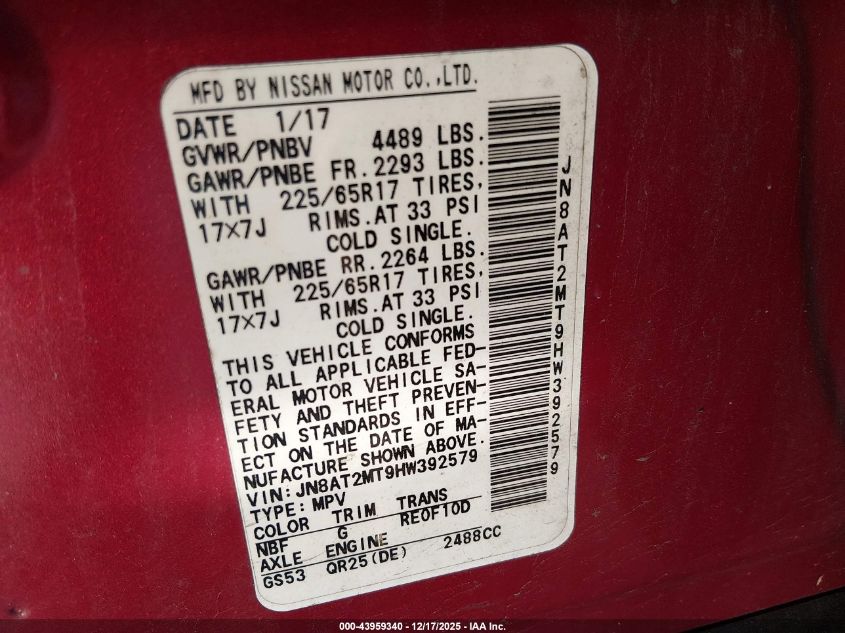 MFD BY NISSAN MOTOR CO.,LTD.
DATE 1/17
GVWR/PNBV 4489 LBS.
GAWR/PNBE FR.2293 LBS.
WITH 225/65R17 TIRES,
17×7J RIMS.AT 33 PSI
COLD SINGLE.
GAWR/PNBE RR.2264 LBS.
WITH 225/65R17 TIRES,
17×7J RIMS.AT 33 PSI
COLD SINGLE.
THIS VEHICLE CONFORMS
TO ALL APPLICABLE FED-
ERAL MOTOR VEHICLE SA-
FETY AND THEFT PREVEN-
TION STANDARDS IN EFF-
ECT ON THE DATE OF MA-
NUFACTURE SHOWN ABOVE.
VIN:JN8AT2MT9HW392579
TYPE:MPV
COLOR TRIM TRANS
NBF G RE0F10D
AXLE ENGINE
GS53 QR25(DE) 2488CC
JN8AT2MT9HW392579
000-43959340 - 12/17/2025 - IAA Inc.